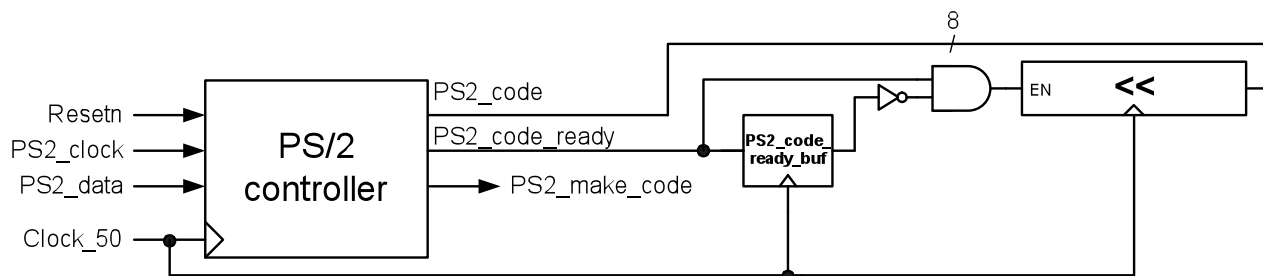 8
PS2_code
<<
EN
Resetn
PS2_code_ready
PS2_clock
PS/2
controller
PS2_code_
ready_buf
PS2_data
PS2_make_code
Clock_50